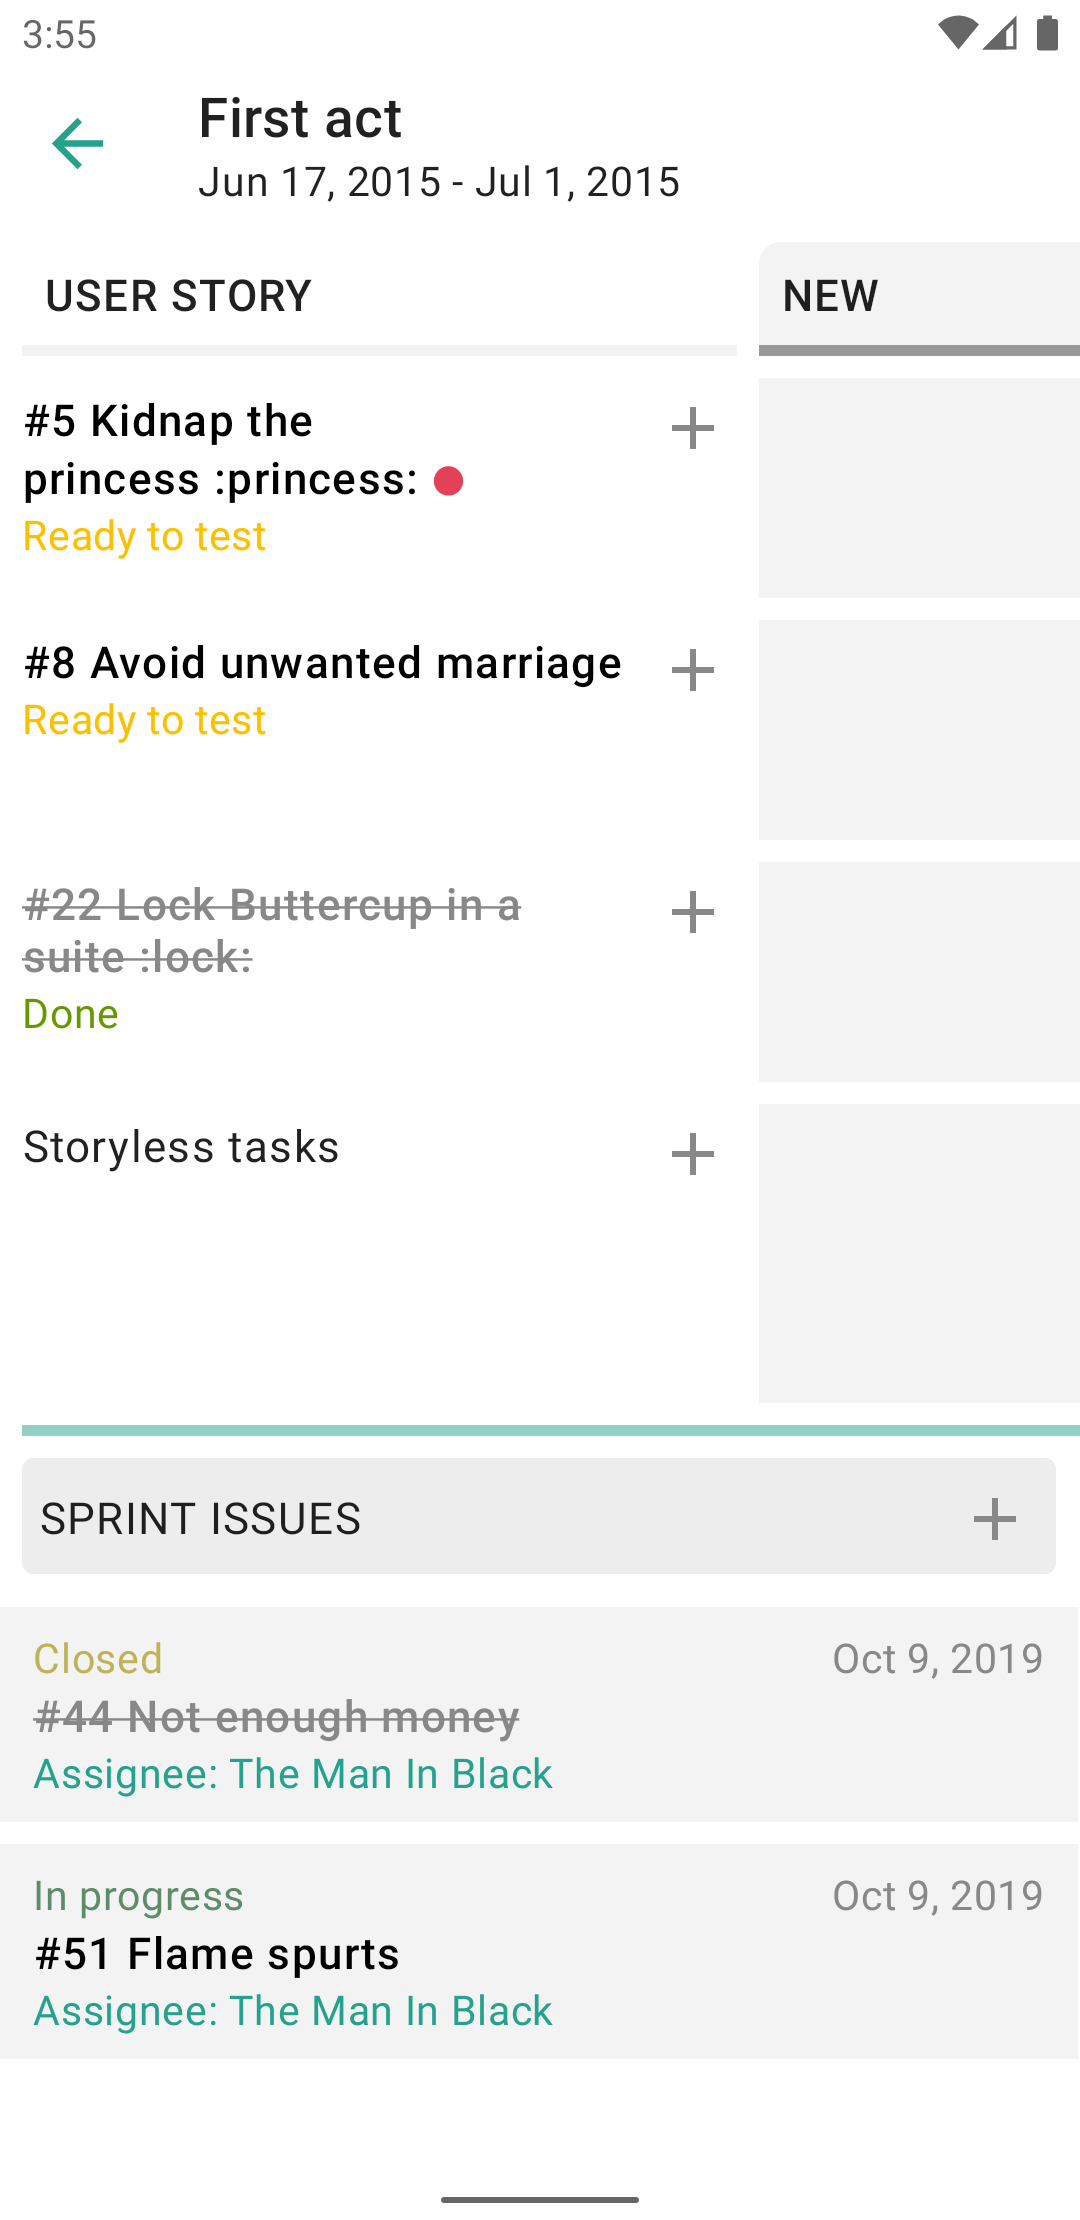 3:55
First act
Jun 17, 2015 - Jul 1, 2015
USER STORY
NEW
#5 Kidnap the
princess :princess:
Ready to test
#8 Avoid unwanted marriage
Ready to test
#22 Lock Buttercup in a
suite :lock:
Done
Storyless tasks
SPRINT ISSUES
Closed
Oct 9, 2019
#44 Not enough money
Assignee: The Man In Black
In progress
Oct 9, 2019
#51 Flame spurts
Assignee: The Man In Black